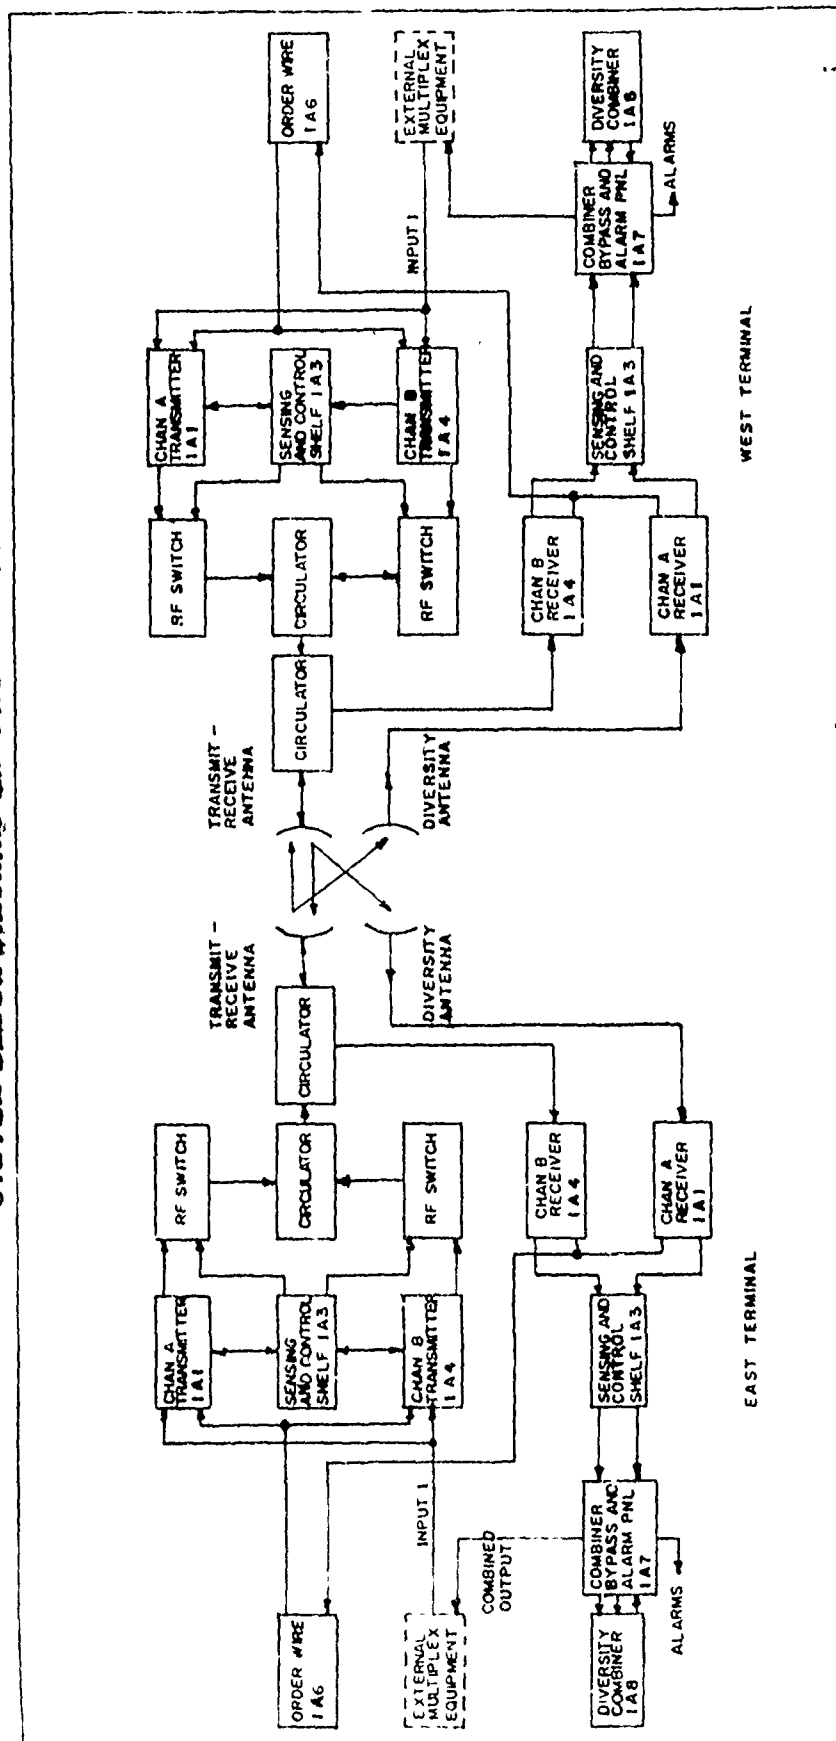 ORDER WIRE
1A6
EXTERNAL
MULTIPLEX
EQUIPMENT
INPUT 1
COMBINED
OUTPUT
DIVERSITY
COMBINER
1A8
COMBINER
BYPASS AND
ALARM PNL
1A7
ALARMS
CHAN A
TRANSMITTER
1A1
SENSING
AND CONTROL
SHELF 1A3
CHAN B
TRANSMITTER
1A4
SENSING AND
CONTROL
SHELF 1A3
RF SWITCH
CIRCULATOR
RF SWITCH
CHAN B
RECEIVER
1A4
CHAN A
RECEIVER
1A1
CIRCULATOR
TRANSMIT -
RECEIVE
ANTENNA
DIVERSITY
ANTENNA
EAST TERMINAL
TRANSMIT -
RECEIVE
ANTENNA
DIVERSITY
ANTENNA
CIRCULATOR
RF SWITCH
CIRCULATOR
RF SWITCH
CHAN B
RECEIVER
1A4
CHAN A
RECEIVER
1A1
CHAN A
TRANSMITTER
1A1
SENSING
AND CONTROL
SHELF 1A3
CHAN B
TRANSMITTER
1A4
SENSING AND
CONTROL
SHELF 1A3
INPUT 1
ORDER WIRE
1A6
EXTERNAL
MULTIPLEX
EQUIPMENT
COMBINER
BYPASS AND
ALARM PNL
1A7
DIVERSITY
COMBINER
1A8
ALARMS
WEST TERMINAL